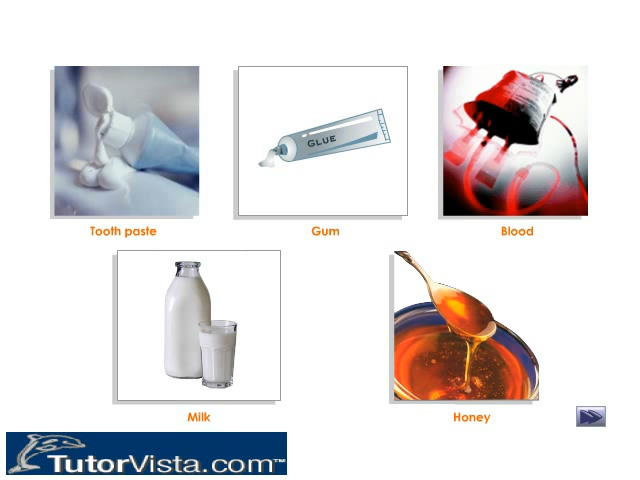 GLUE
Tooth paste
Gum
Blood
Milk
Honey
TutorVista.com™